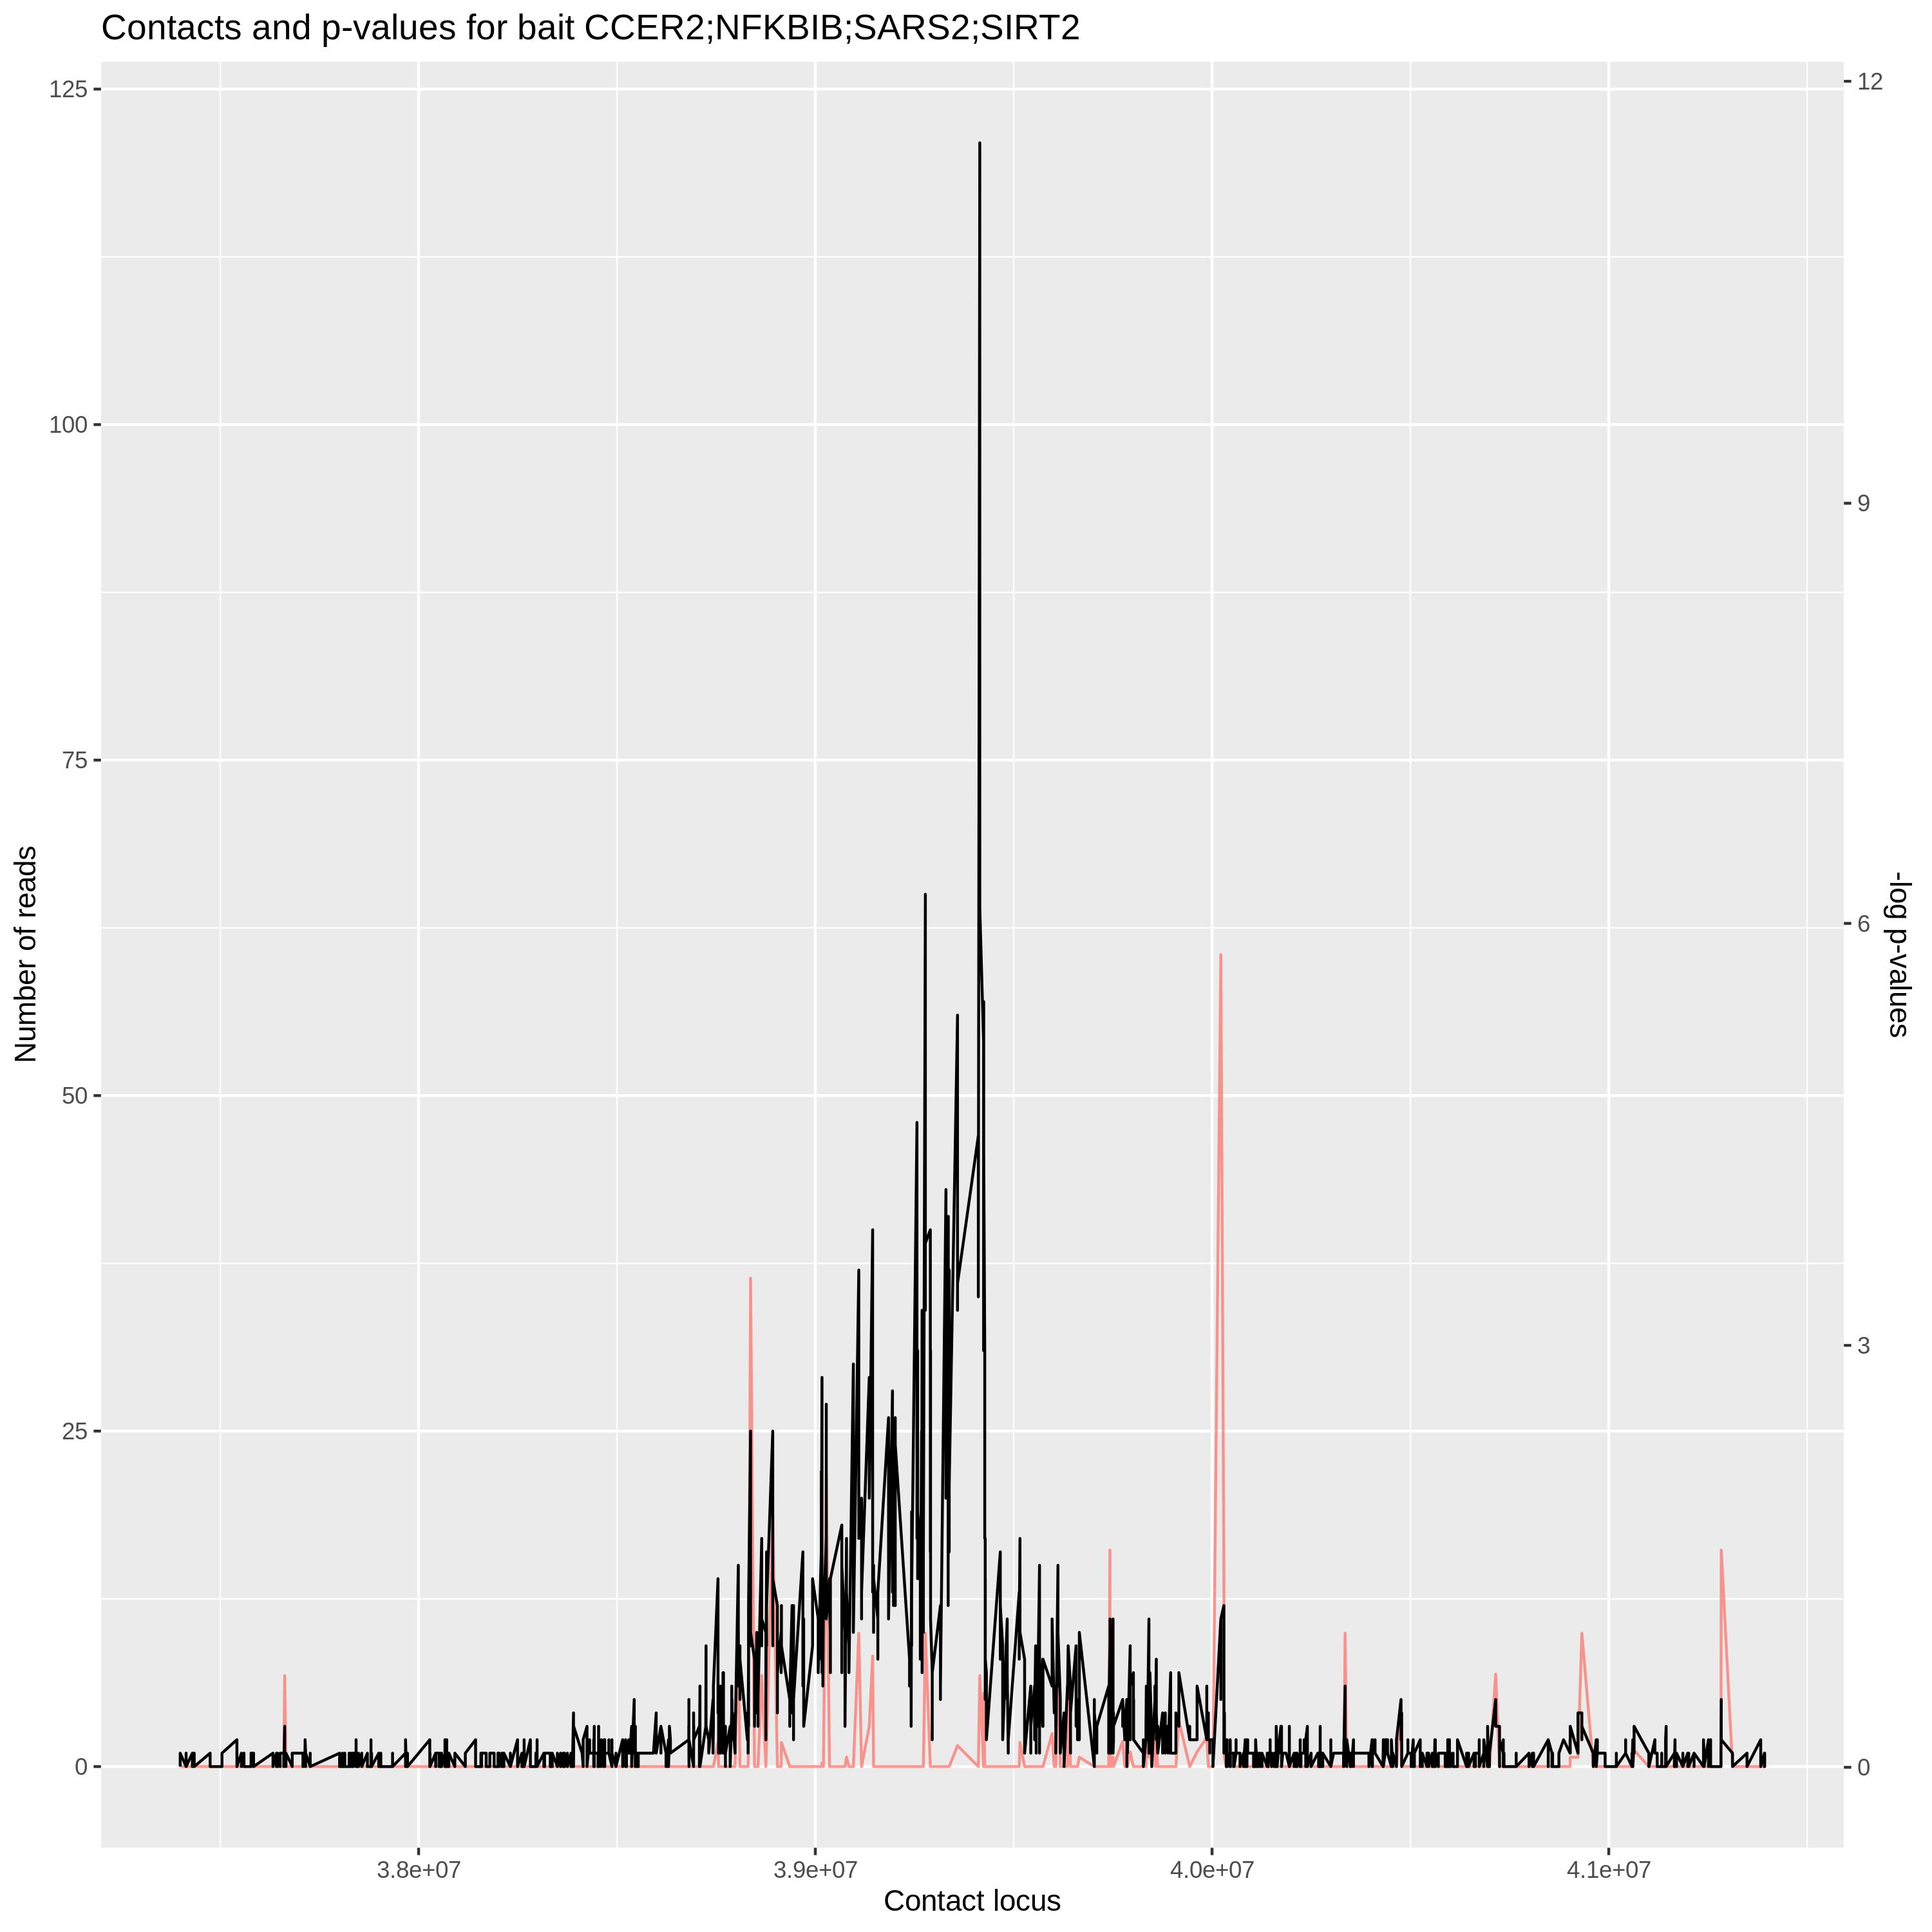 Contacts and p-values for bait CCER2;NFKBIB;SARS2;SIRT2
125
100
75
50
25
0
12
9
6
3
0
Number of reads
-log p-values
3.8e+07
3.9e+07
4.0e+07
4.1e+07
Contact locus